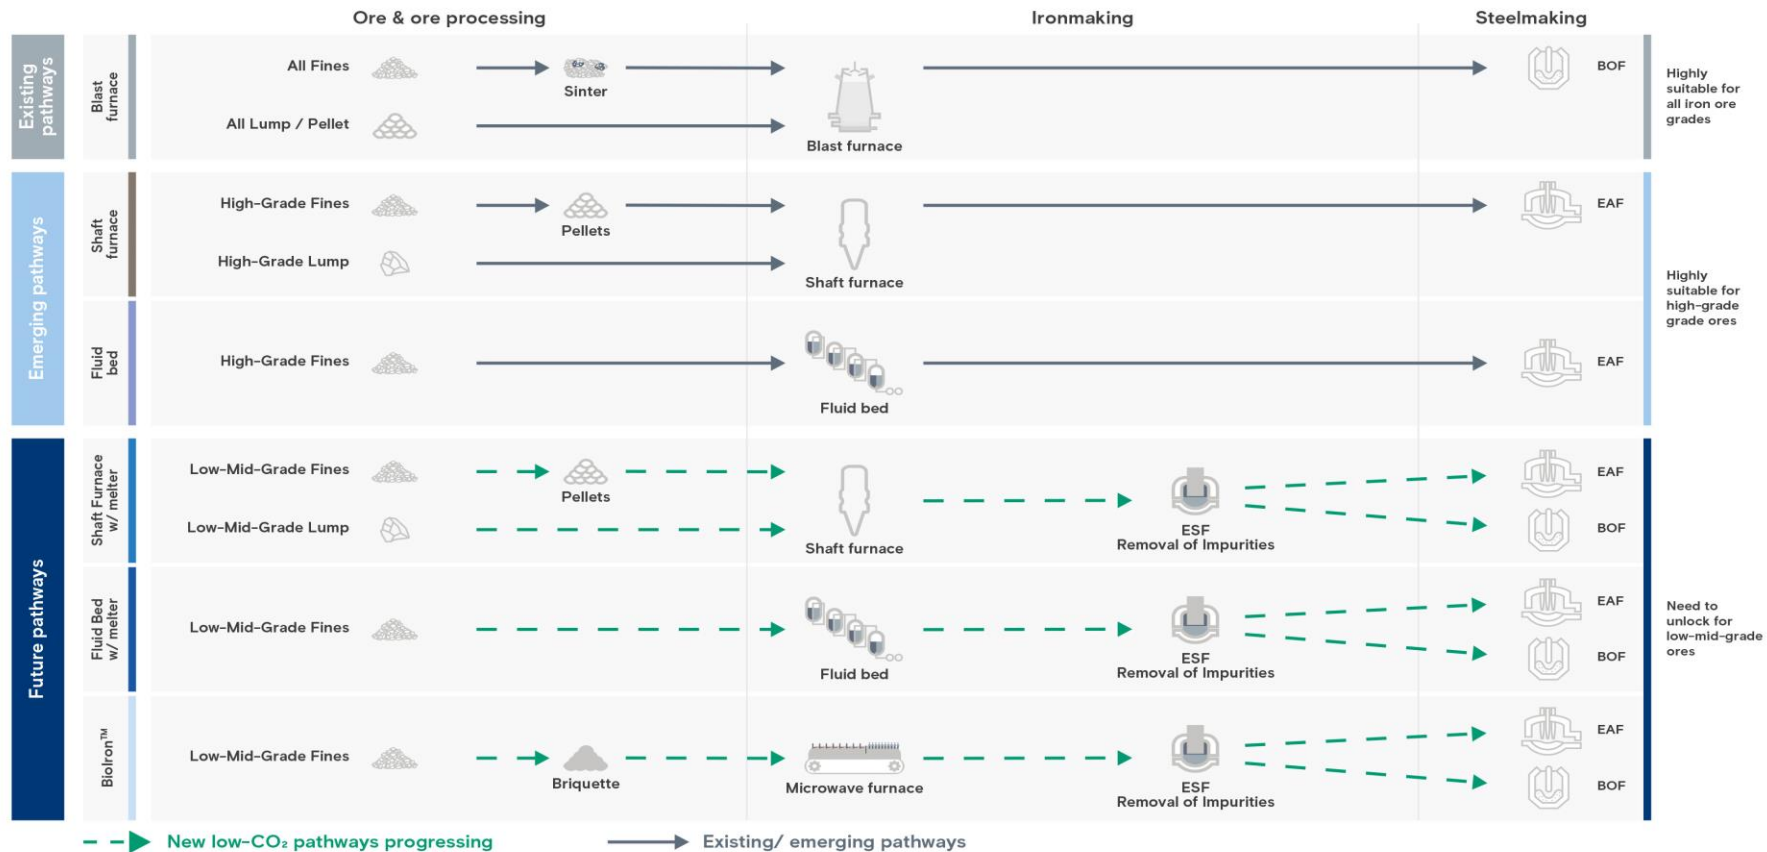 Ore & ore processing
Ironmaking
Steelmaking
Existing
pathways
Blast
furnace
All Fines
Sinter
All Lump / Pellet
Blast furnace
BOF
Highly
suitable for
all iron ore
grades
Emerging pathways
Shaft
furnace
High-Grade Fines
Pellets
High-Grade Lump
Shaft furnace
EAF
Highly
suitable for
high-grade
grade ores
Fluid
bed
High-Grade Fines
Fluid bed
EAF
Future pathways
Shaft Furnace
w/ melter
Low-Mid-Grade Fines
Pellets
Low-Mid-Grade Lump
Shaft furnace
ESF
Removal of Impurities
EAF
BOF
Fluid Bed
w/ melter
Low-Mid-Grade Fines
Fluid bed
ESF
Removal of Impurities
EAF
BOF
Need to
unlock for
low-mid-grade
ores
BioIron™
Low-Mid-Grade Fines
Briquette
Microwave furnace
ESF
Removal of Impurities
EAF
BOF
New low-CO₂ pathways progressing
Existing/ emerging pathways